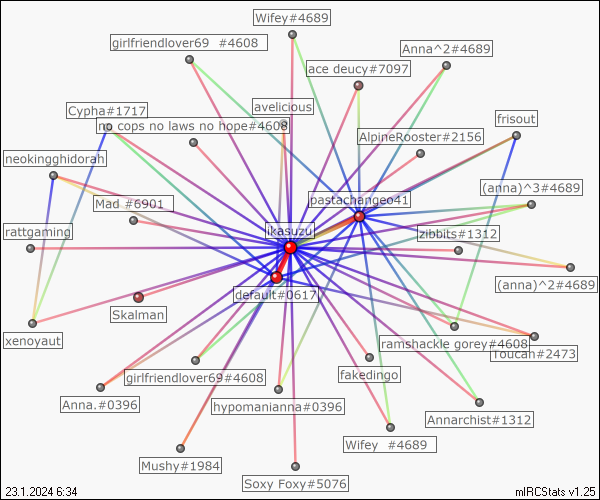 Wifey#4689
girlfriendlover69 #4608
Anna^2#4689
ace deucy#7097
avelicious
Cypha#1717
no cops no laws no hope#4608
frisout
AlpineRooster#2156
neokingghidorah
(anna)^3#4689
pastachangeo41
Mad #6901
rattgaming
ikasuzu
zibbits#1312
(anna)^2#4689
default#0617
Skalman
xenoyaut
ramshackle gorey#4608
Toucan#2473
girlfriendlover69#4608
fakedingo
Anna.#0396
hypomanianna#0396
Annarchist#1312
Wifey #4689
Mushy#1984
Soxy Foxy#5076
23.1.2024 6:34
mIRCStats v1.25